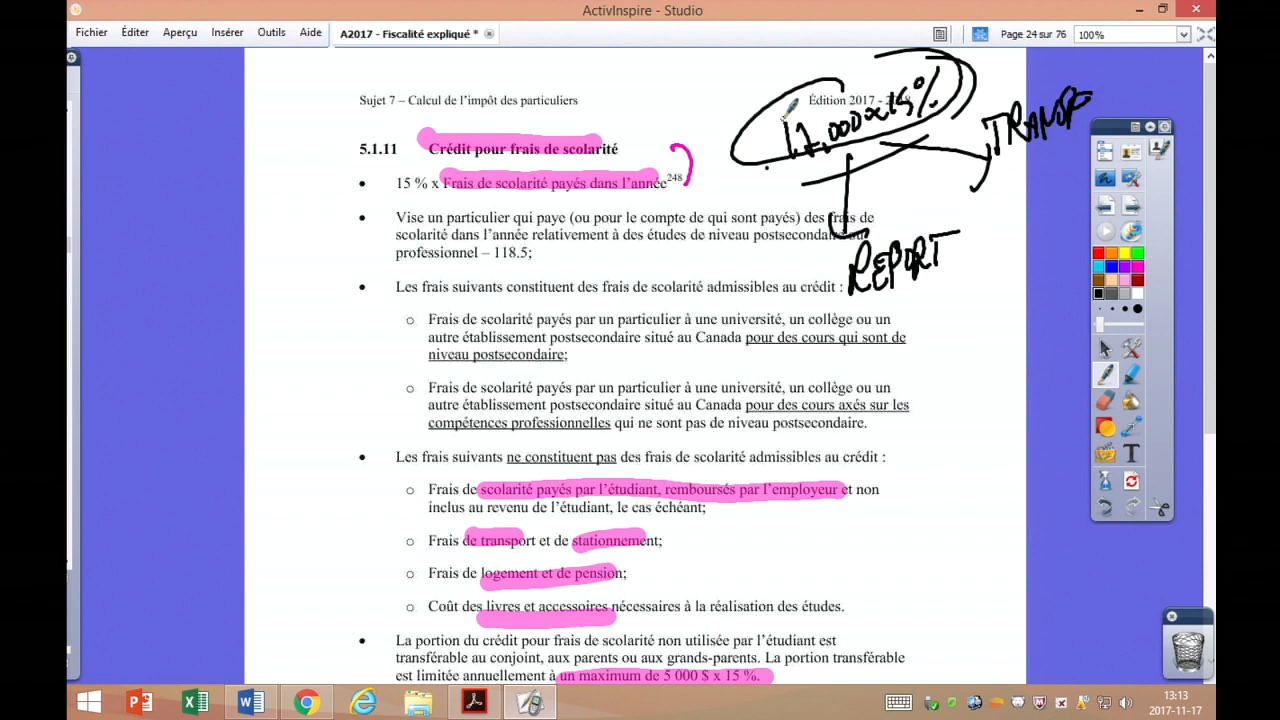 ActivInspire - Studio
Fichier Éditer Aperçu Insérer Outils Aide A2017 - Fiscalité expliqué * Page 24 sur 76 100%
Sujet 7 – Calcul de l’impôt des particuliers Édition 2017 - 2018
17,000 x 15%
TRANSF
REPORT
5.1.11 Crédit pour frais de scolarité
• 15 % x Frais de scolarité payés dans l’année248
• Vise un particulier qui paye (ou pour le compte de qui sont payés) des frais de
scolarité dans l’année relativement à des études de niveau postsecondaire ou
professionnel – 118.5;
• Les frais suivants constituent des frais de scolarité admissibles au crédit :
o Frais de scolarité payés par un particulier à une université, un collège ou un
autre établissement postsecondaire situé au Canada pour des cours qui sont de
niveau postsecondaire;
o Frais de scolarité payés par un particulier à une université, un collège ou un
autre établissement postsecondaire situé au Canada pour des cours axés sur les
compétences professionnelles qui ne sont pas de niveau postsecondaire.
• Les frais suivants ne constituent pas des frais de scolarité admissibles au crédit :
o Frais de scolarité payés par l’étudiant, remboursés par l’employeur et non
inclus au revenu de l’étudiant, le cas échéant;
o Frais de transport et de stationnement;
o Frais de logement et de pension;
o Coût des livres et accessoires nécessaires à la réalisation des études.
• La portion du crédit pour frais de scolarité non utilisée par l’étudiant est
transférable au conjoint, aux parents ou aux grands-parents. La portion transférable
est limitée annuellement à un maximum de 5 000 $ x 15 %.
13:13
2017-11-17